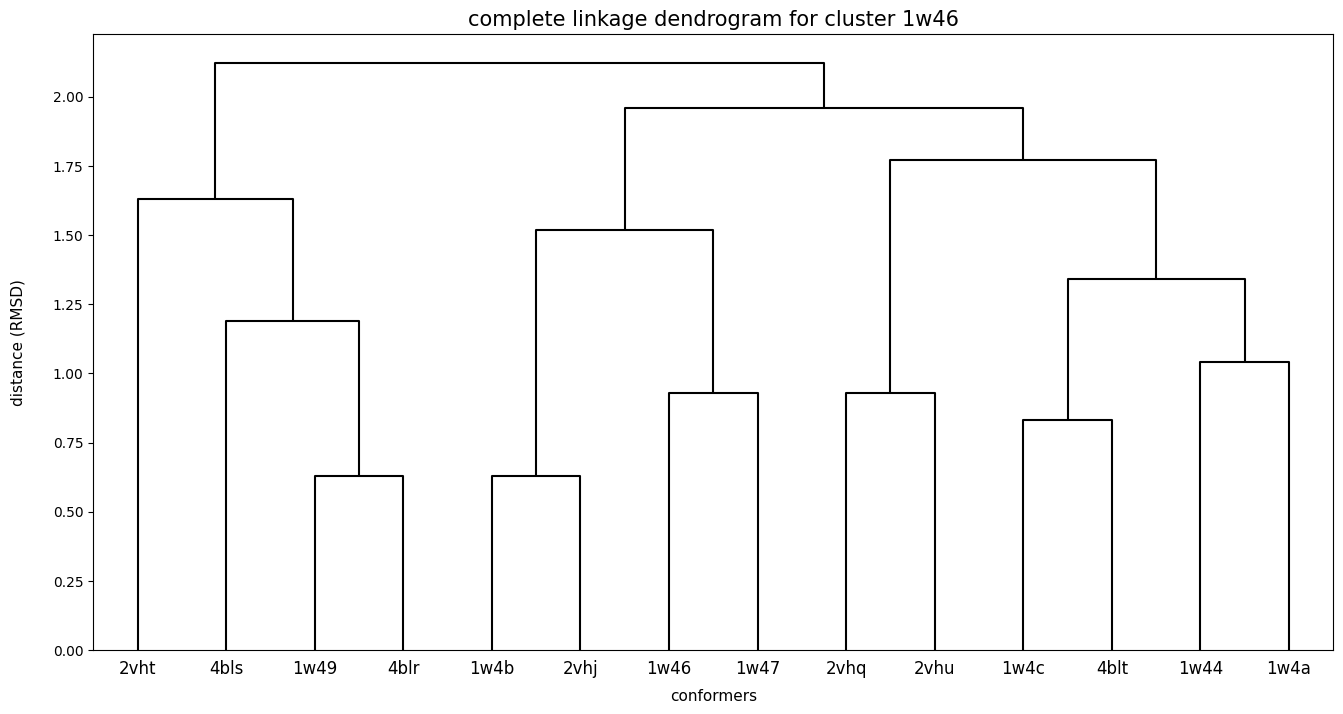 complete linkage dendrogram for cluster 1w46
distance (RMSD)
2.00
1.75
1.50
1.25
1.00
0.75
0.50
0.25
0.00
2vht 4bls 1w49 4blr 1w4b 2vhj 1w46 1w47 2vhq 2vhu 1w4c 4blt 1w44 1w4a
conformers